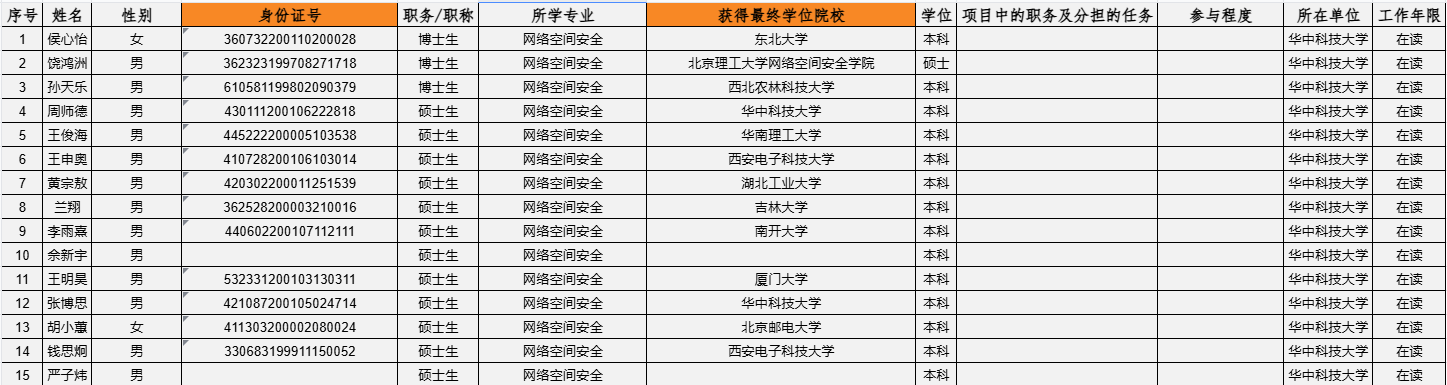 序号 姓名 性别 身份证号 职务/职称 所学专业 获得最终学位院校 学位 项目中的职务及分担的任务 参与程度 所在单位 工作年限
1 侯心怡 女 360732200110200028 博士生 网络空间安全 东北大学 本科 华中科技大学 在读
2 饶鸿洲 男 362323199708271718 博士生 网络空间安全 北京理工大学网络空间安全学院 硕士 华中科技大学 在读
3 孙天乐 男 610581199802090379 博士生 网络空间安全 西北农林科技大学 本科 华中科技大学 在读
4 周师德 男 430111200106222818 硕士生 网络空间安全 华中科技大学 本科 华中科技大学 在读
5 王俊海 男 445222200005103538 硕士生 网络空间安全 华南理工大学 本科 华中科技大学 在读
6 王申奥 男 410728200106103014 硕士生 网络空间安全 西安电子科技大学 本科 华中科技大学 在读
7 黄宗敖 男 420302200011251539 硕士生 网络空间安全 湖北工业大学 本科 华中科技大学 在读
8 兰翔 男 362528200003210016 硕士生 网络空间安全 吉林大学 本科 华中科技大学 在读
9 李雨熹 男 440602200107112111 硕士生 网络空间安全 南开大学 本科 华中科技大学 在读
10 余新宇 男 硕士生 网络空间安全 本科 华中科技大学 在读
11 王明昊 男 532331200103130311 硕士生 网络空间安全 厦门大学 本科 华中科技大学 在读
12 张博思 男 421087200105024714 硕士生 网络空间安全 华中科技大学 本科 华中科技大学 在读
13 胡小蕙 女 411303200002080024 硕士生 网络空间安全 北京邮电大学 本科 华中科技大学 在读
14 钱思炯 男 330683199911150052 硕士生 网络空间安全 西安电子科技大学 本科 华中科技大学 在读
15 严子炜 男 硕士生 网络空间安全 本科 华中科技大学 在读